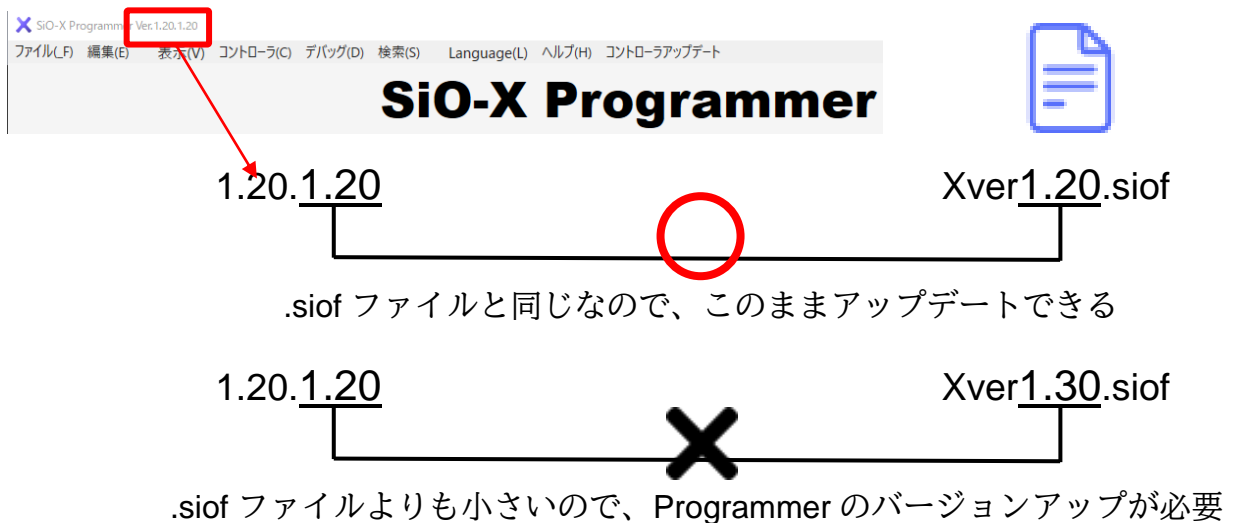 SiO-X Programmer Ver.1.20.1.20
ファイル(_F) 編集(E) 表示(V) コントローラ(C) デバッグ(D) 検索(S) Language(L) ヘルプ(H) コントローラアップデート
SiO-X Programmer
1.20.1.20 Xver1.20.siof
.siof ファイルと同じなので、このままアップデートできる
1.20.1.20 Xver1.30.siof
.siof ファイルよりも小さいので、Programmer のバージョンアップが必要